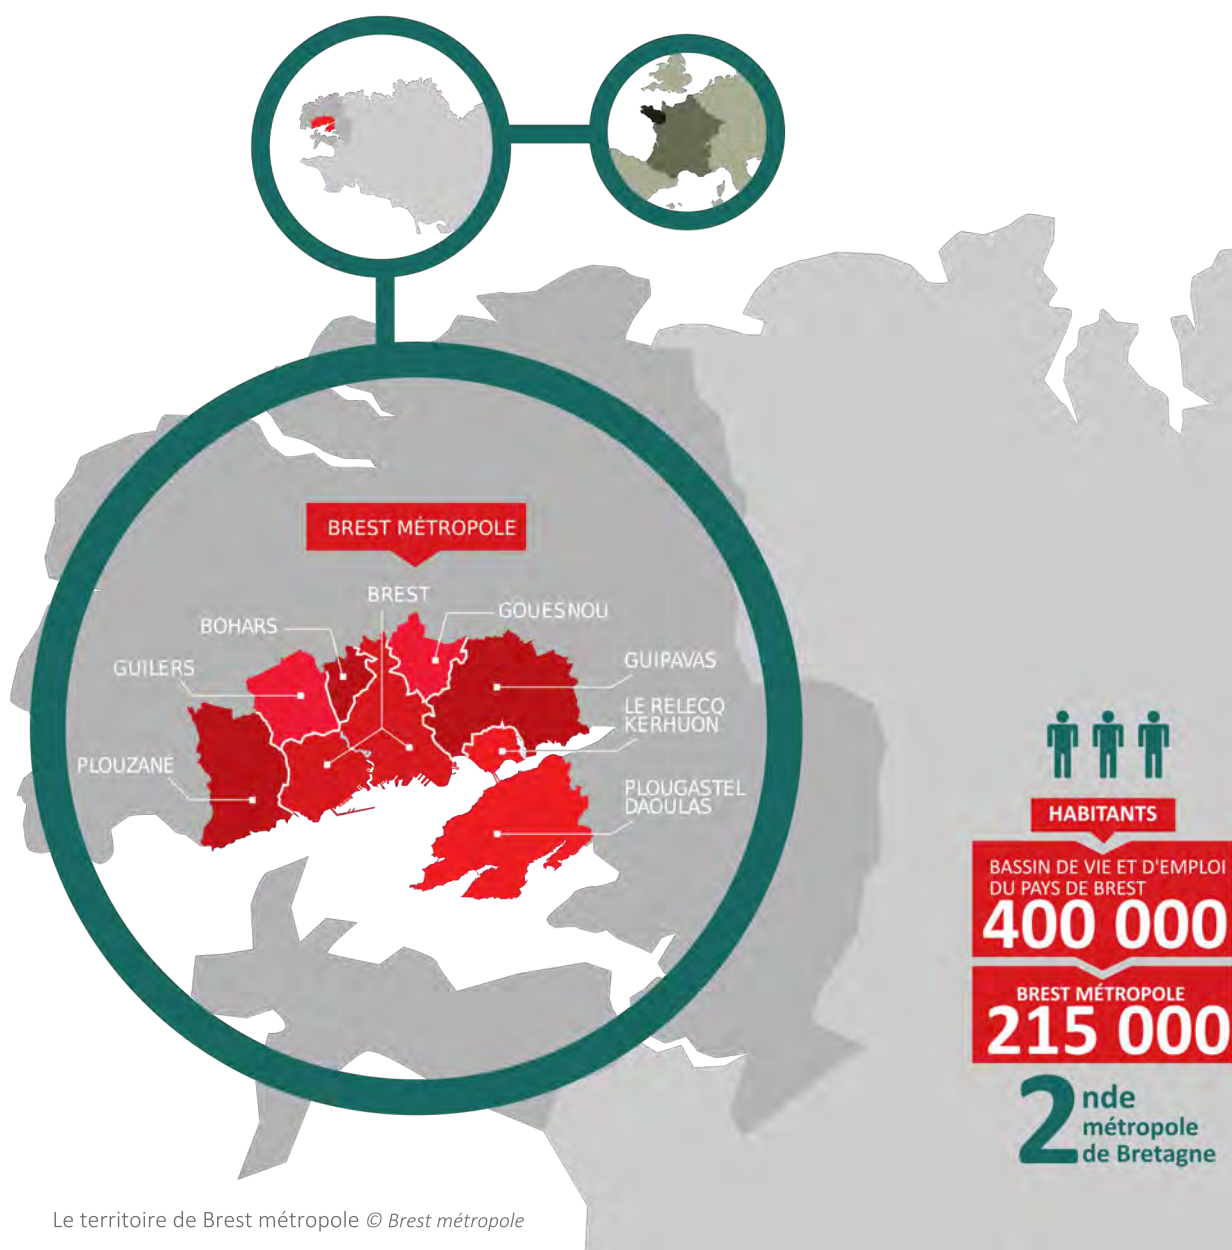 BREST MÉTROPOLE
BREST
GOUESNOU
BOHARS
GUILERS
GUIPAVAS
LE RELECQ
KERHUON
PLOUZANE
PLOUGASTEL
DAOULAS
HABITANTS
BASSIN DE VIE ET D'EMPLOI
DU PAYS DE BREST
400 000
BREST MÉTROPOLE
215 000
2nde
métropole
de Bretagne
Le territoire de Brest métropole © Brest métropole